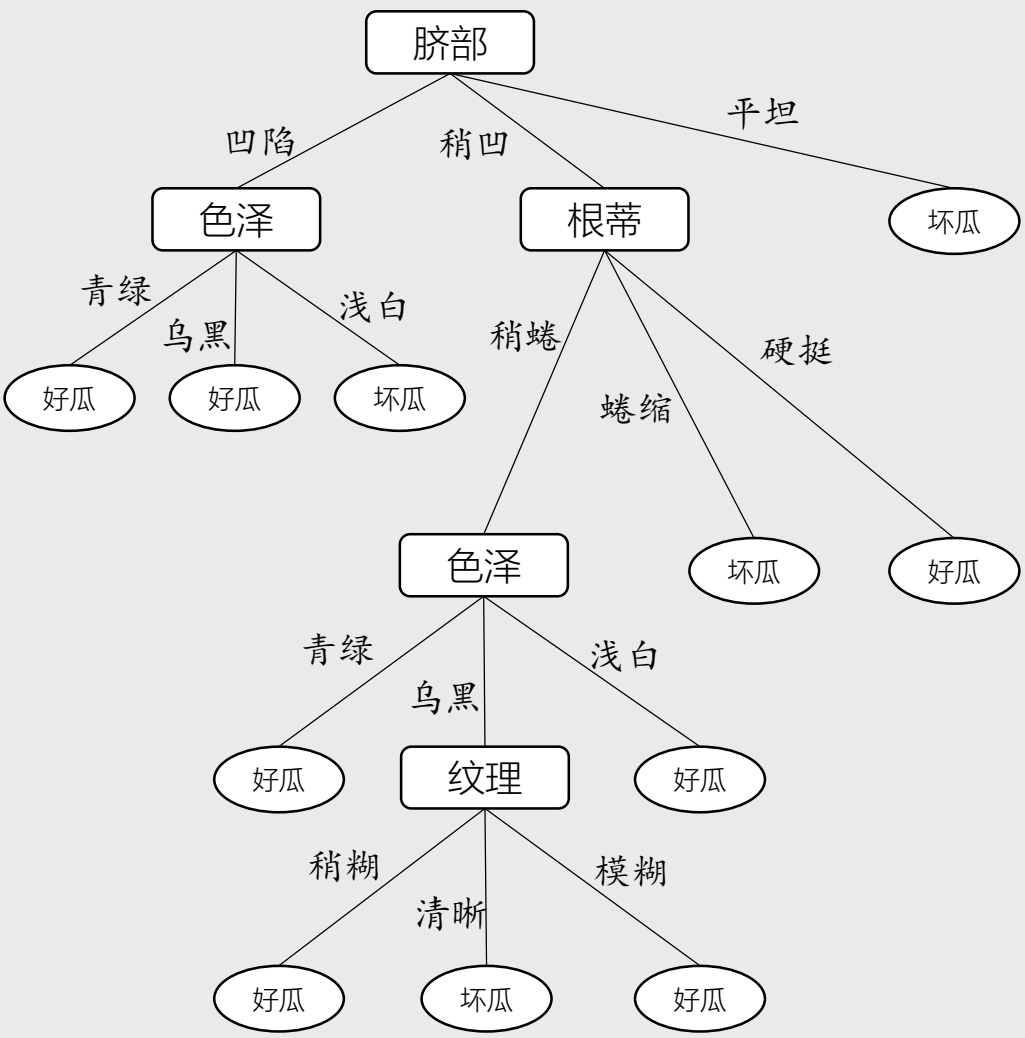 脐部
凹陷
稍凹
平坦
色泽
根蒂
坏瓜
青绿
乌黑
浅白
稍蜷
蜷缩
硬挺
好瓜
好瓜
坏瓜
色泽
坏瓜
好瓜
青绿
乌黑
浅白
好瓜
纹理
好瓜
稍糊
清晰
模糊
好瓜
坏瓜
好瓜